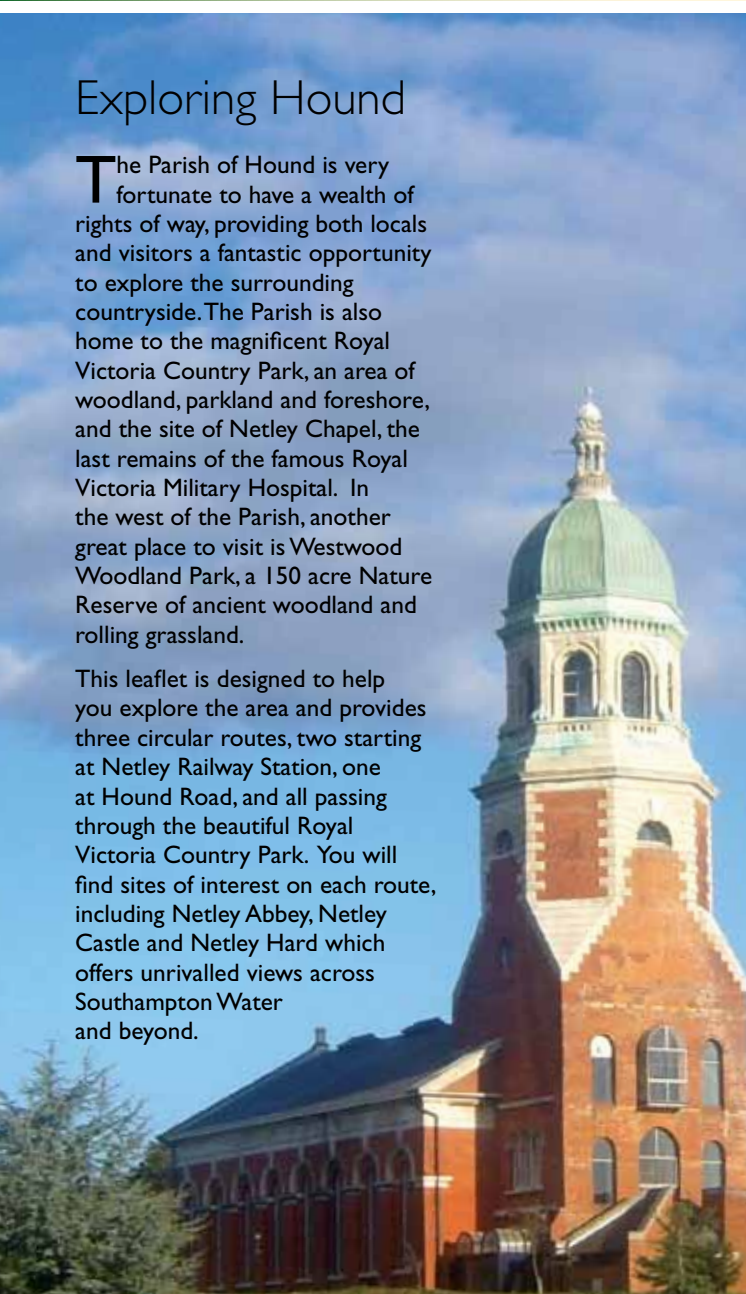 Exploring Hound
The Parish of Hound is very
fortunate to have a wealth of
rights of way, providing both locals
and visitors a fantastic opportunity
to explore the surrounding
countryside. The Parish is also
home to the magnificent Royal
Victoria Country Park, an area of
woodland, parkland and foreshore,
and the site of Netley Chapel, the
last remains of the famous Royal
Victoria Military Hospital.  In
the west of the Parish, another
great place to visit is Westwood
Woodland Park, a 150 acre Nature
Reserve of ancient woodland and
rolling grassland.
This leaflet is designed to help
you explore the area and provides
three circular routes, two starting
at Netley Railway Station, one
at Hound Road, and all passing
through the beautiful Royal
Victoria Country Park.  You will
find sites of interest on each route,
including Netley Abbey, Netley
Castle and Netley Hard which
offers unrivalled views across
Southampton Water
and beyond.